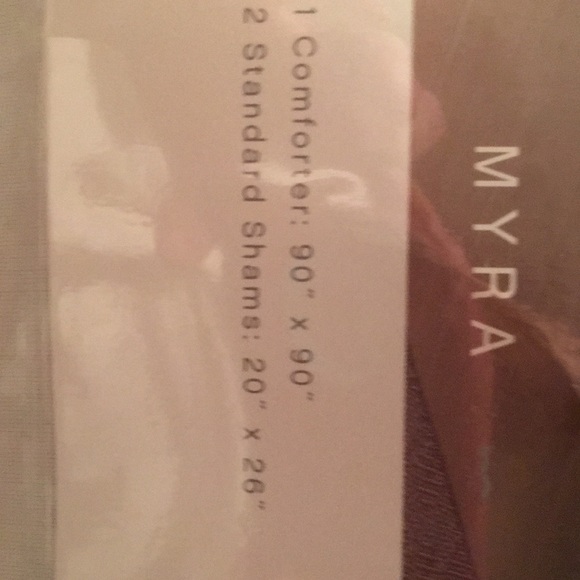 MYRA
1 Comforter: 90" x 90"
2 Standard Shams: 20" x 26"